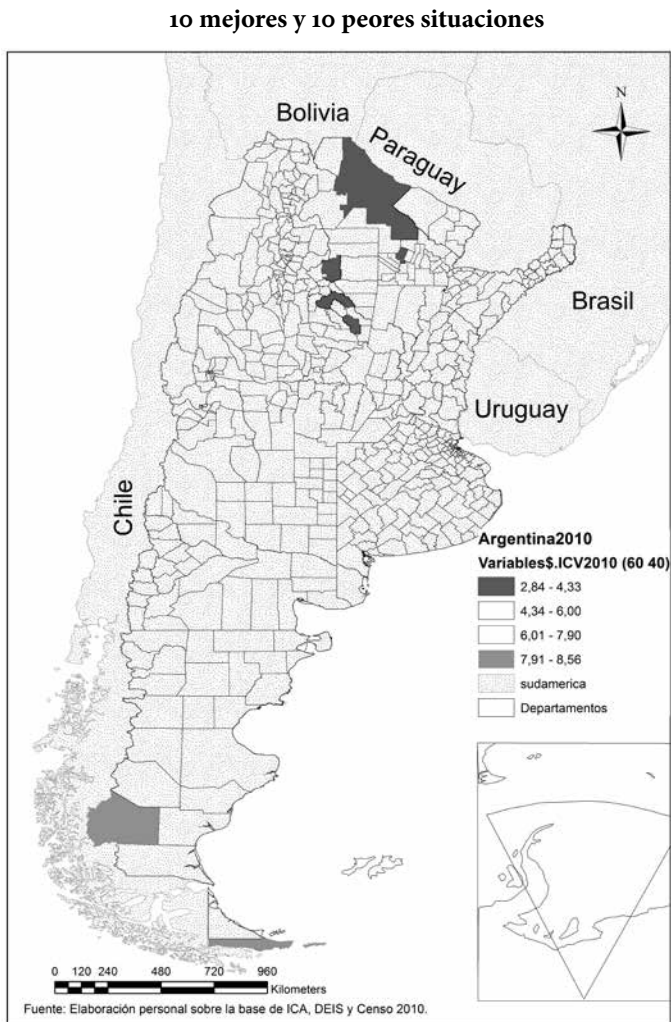 10 mejores y 10 peores situaciones
N
Bolivia
Paraguay
Brasil
Uruguay
Chile
Argentina2010
Variables$.ICV2010 (60 40)
2,84 - 4,33
4,34 - 6,00
6,01 - 7,90
7,91 - 8,56
sudamerica
Departamentos
0 120 240 480 720 960
Kilometers
Fuente: Elaboración personal sobre la base de ICA, DEIS y Censo 2010.